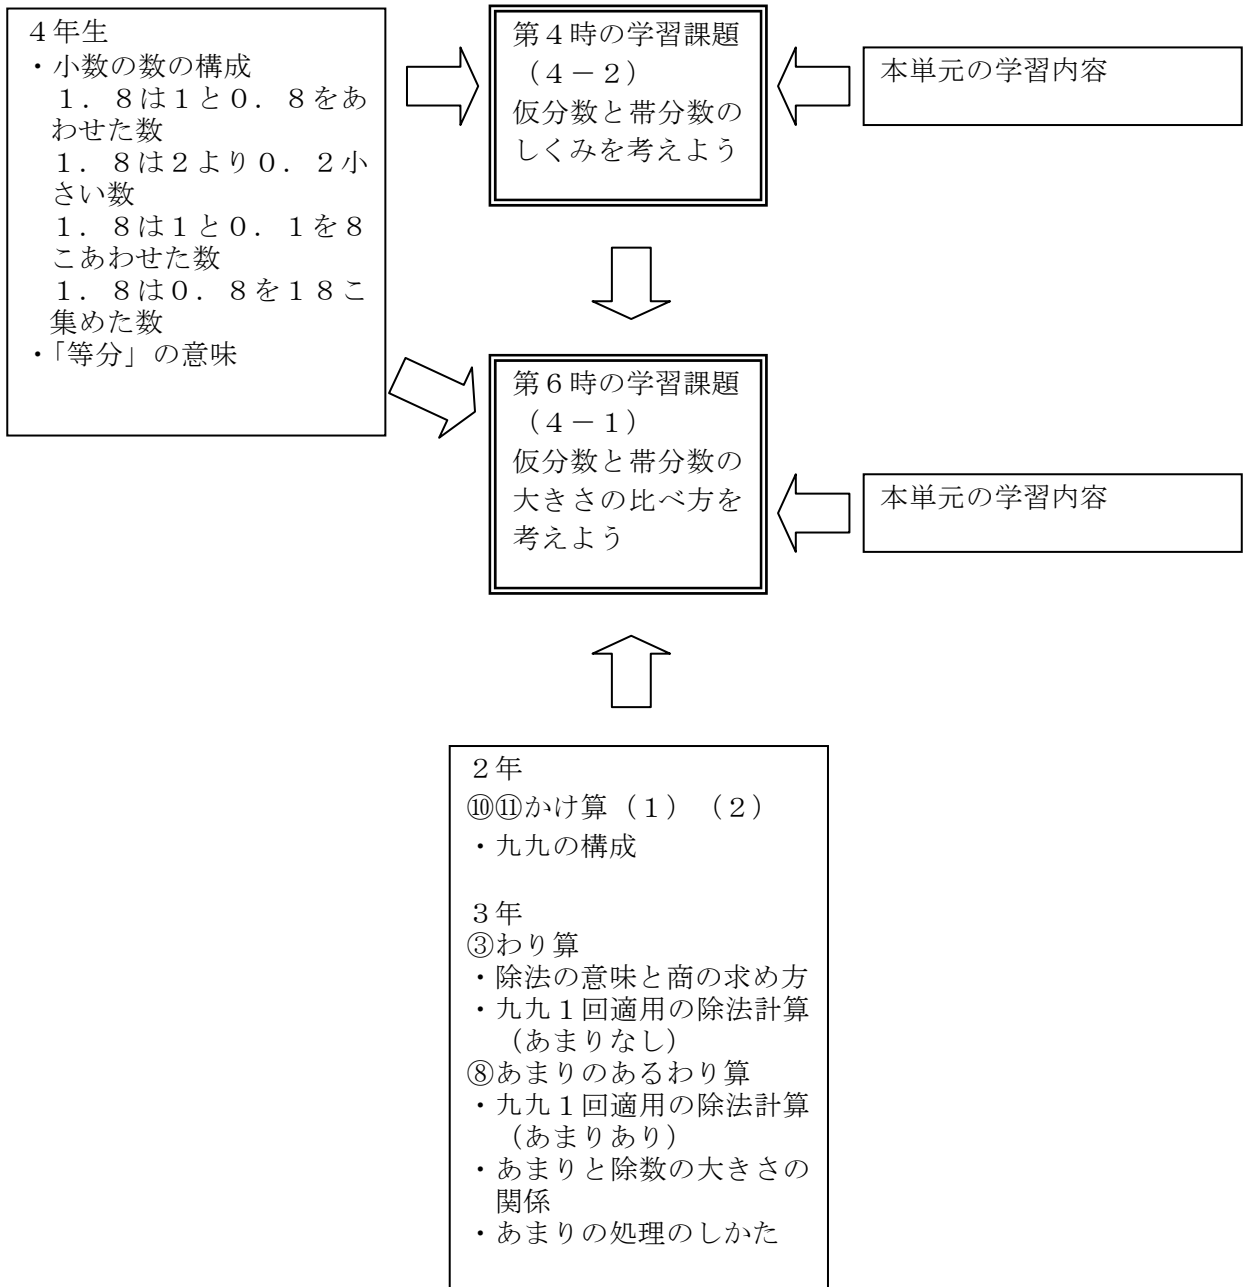 ４年生
・小数の数の構成
１．８は１と０．８をあ
わせた数
１．８は２より０．２小
さい数
１．８は１と０．１を８
こあわせた数
１．８は０．８を１８こ
集めた数
・「等分」の意味
第４時の学習課題
（４－２）
仮分数と帯分数の
しくみを考えよう
本単元の学習内容
第６時の学習課題
（４－１）
仮分数と帯分数の
大きさの比べ方を
考えよう
本単元の学習内容
２年
⑩⑪かけ算（１）（２）
・九九の構成
３年
③わり算
・除法の意味と商の求め方
・九九１回適用の除法計算
（あまりなし）
⑧あまりのあるわり算
・九九１回適用の除法計算
（あまりあり）
・あまりと除数の大きさの
関係
・あまりの処理のしかた